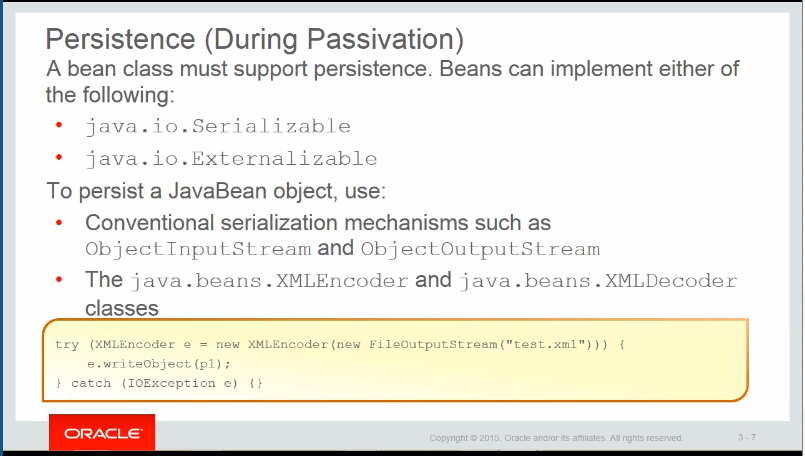 Persistence (During Passivation)
A bean class must support persistence. Beans can implement either of
the following:
• java.io.Serializable
• java.io.Externalizable
To persist a JavaBean object, use:
• Conventional serialization mechanisms such as
ObjectInputStream and ObjectOutputStream
• The java.beans.XMLEncoder and java.beans.XMLDecoder
classes
try (XMLEncoder e = new XMLEncoder(new FileOutputStream("test.xml"))) {
e.writeObject(p1);
} catch (IOException e) {}
ORACLE
Copyright © 2015, Oracle and/or its affiliates. All rights reserved.
3 - 7